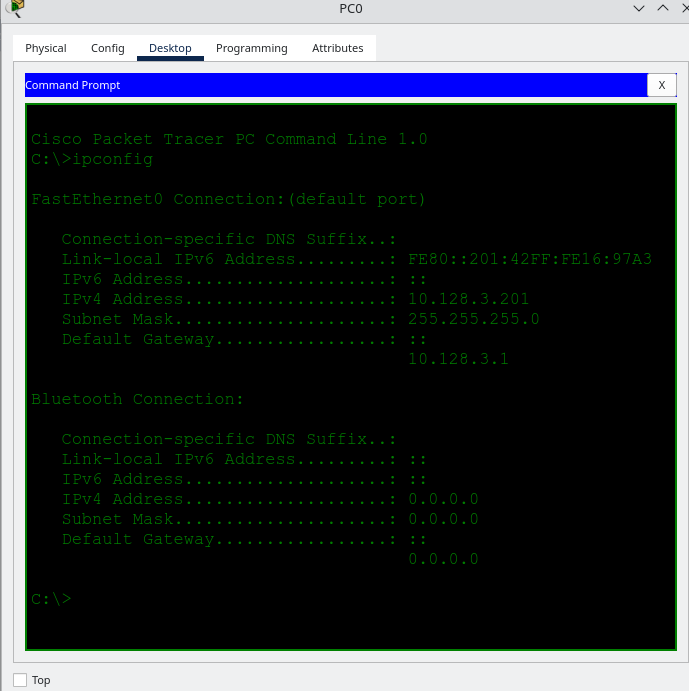 PC0
Physical Config Desktop Programming Attributes
Command Prompt X
Cisco Packet Tracer PC Command Line 1.0
C:\>ipconfig
FastEthernet0 Connection:(default port)
Connection-specific DNS Suffix..:
Link-local IPv6 Address.........: FE80::201:42FF:FE16:97A3
IPv6 Address....................: ::
IPv4 Address....................: 10.128.3.201
Subnet Mask.....................: 255.255.255.0
Default Gateway.................: ::
10.128.3.1
Bluetooth Connection:
Connection-specific DNS Suffix..:
Link-local IPv6 Address.........: ::
IPv6 Address....................: ::
IPv4 Address....................: 0.0.0.0
Subnet Mask.....................: 0.0.0.0
Default Gateway.................: ::
0.0.0.0
C:\>
Top